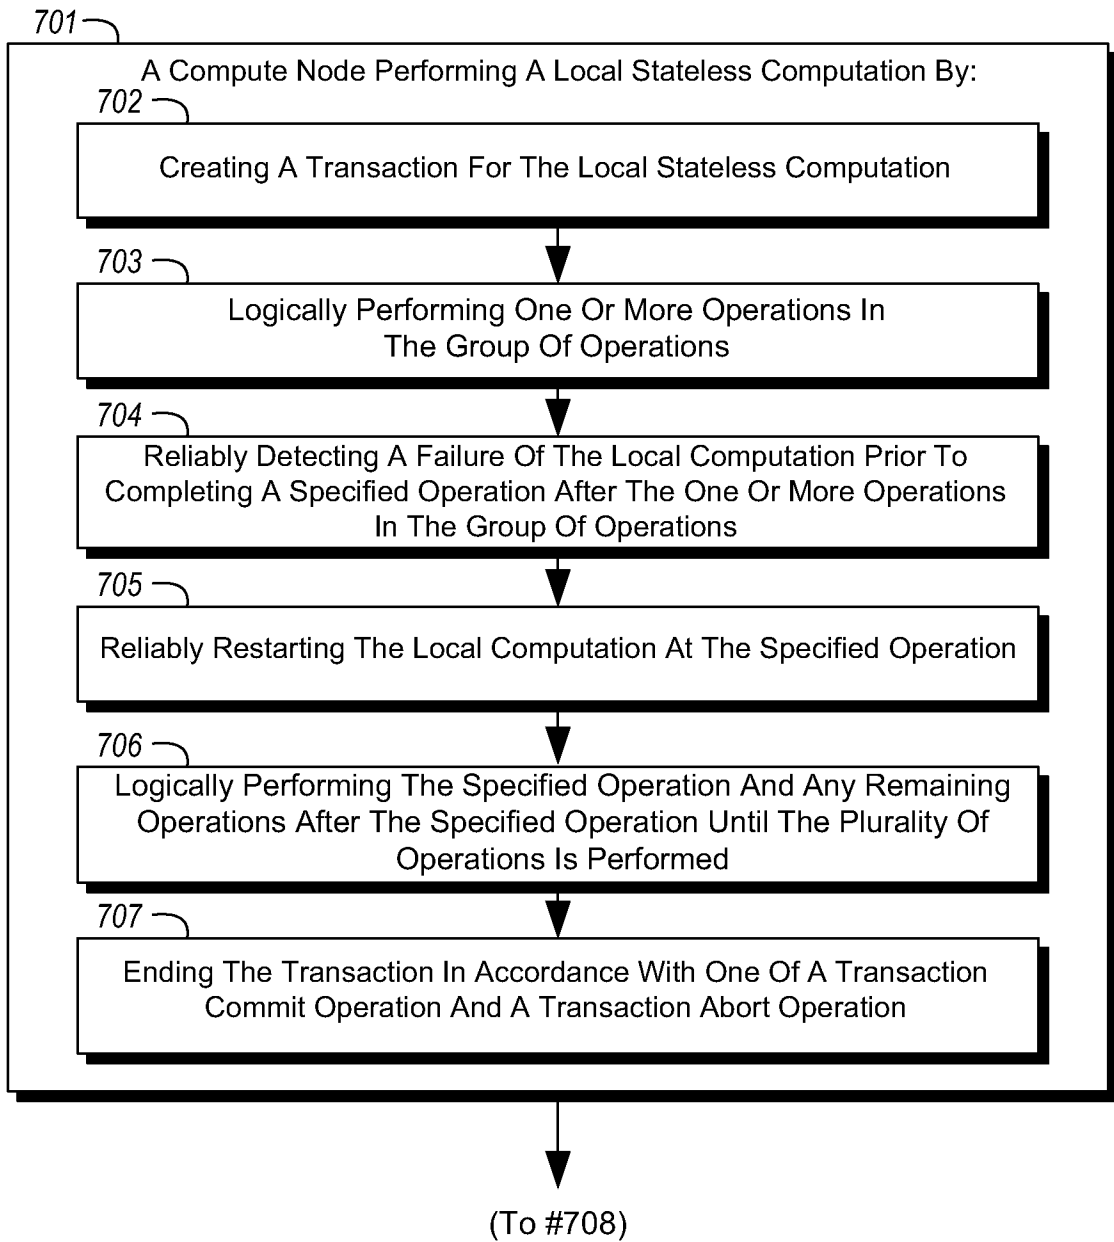 701
A Compute Node Performing A Local Stateless Computation By:
702
Creating A Transaction For The Local Stateless Computation
703
Logically Performing One Or More Operations In
The Group Of Operations
704
Reliably Detecting A Failure Of The Local Computation Prior To
Completing A Specified Operation After The One Or More Operations
In The Group Of Operations
705
Reliably Restarting The Local Computation At The Specified Operation
706
Logically Performing The Specified Operation And Any Remaining
Operations After The Specified Operation Until The Plurality Of
Operations Is Performed
707
Ending The Transaction In Accordance With One Of A Transaction
Commit Operation And A Transaction Abort Operation
(To #708)